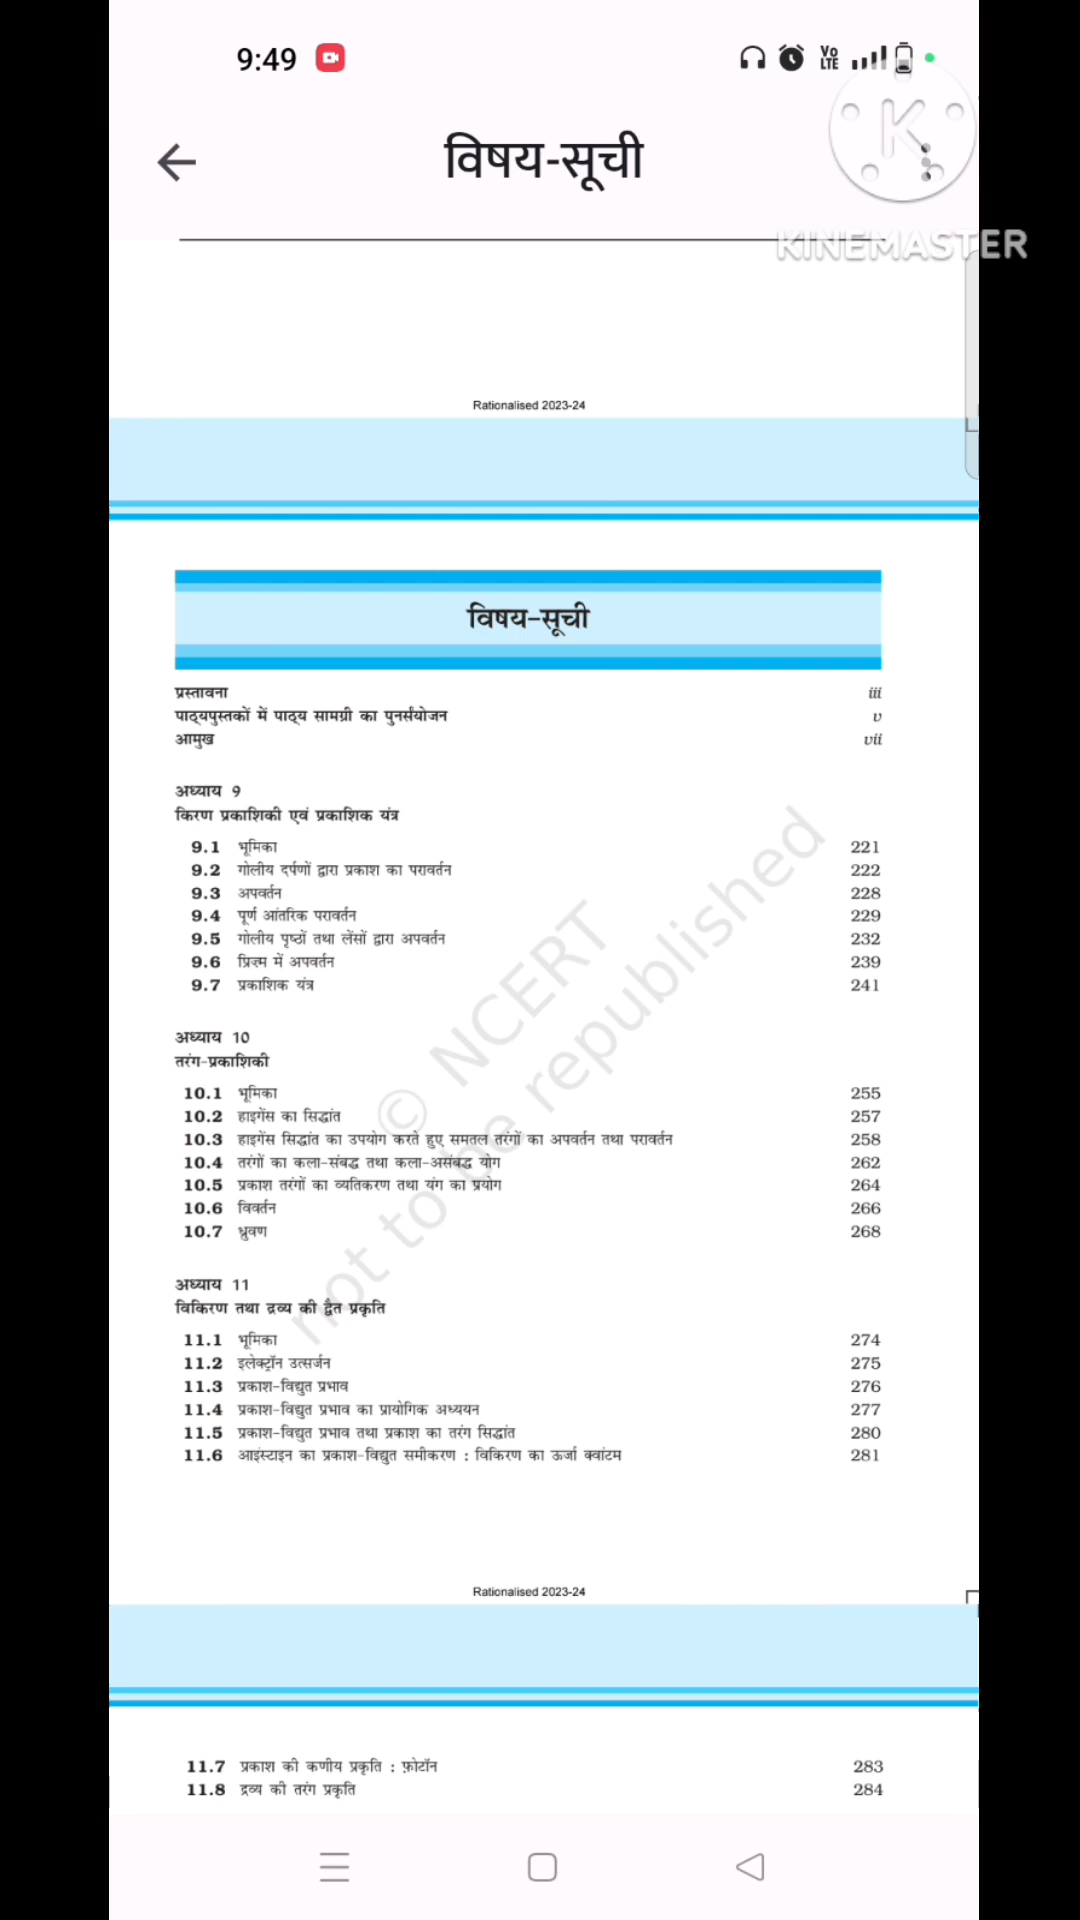 9:49
Vo LTE
विषय-सूची
K
KINEMASTER
Rationalised 2023-24
विषय-सूची
प्रस्तावना iii
पाठ्यपुस्तकों में पाठ्य सामग्री का पुनर्संयोजन v
आमुख vii
अध्याय 9
किरण प्रकाशिकी एवं प्रकाशिक यंत्र
9.1 भूमिका 221
9.2 गोलीय दर्पणों द्वारा प्रकाश का परावर्तन 222
9.3 अपवर्तन 228
9.4 पूर्ण आंतरिक परावर्तन 229
9.5 गोलीय पृष्ठों तथा लेंसों द्वारा अपवर्तन 232
9.6 प्रिज़्म में अपवर्तन 239
9.7 प्रकाशिक यंत्र 241
अध्याय 10
तरंग-प्रकाशिकी
10.1 भूमिका 255
10.2 हाइगेंस का सिद्धांत 257
10.3 हाइगेंस सिद्धांत का उपयोग करते हुए समतल तरंगों का अपवर्तन तथा परावर्तन 258
10.4 तरंगों का कला-संबद्ध तथा कला-असंबद्ध योग 262
10.5 प्रकाश तरंगों का व्यतिकरण तथा यंग का प्रयोग 264
10.6 विवर्तन 266
10.7 ध्रुवण 268
अध्याय 11
विकिरण तथा द्रव्य की द्वैत प्रकृति
11.1 भूमिका 274
11.2 इलेक्ट्रॉन उत्सर्जन 275
11.3 प्रकाश-विद्युत प्रभाव 276
11.4 प्रकाश-विद्युत प्रभाव का प्रायोगिक अध्ययन 277
11.5 प्रकाश-विद्युत प्रभाव तथा प्रकाश का तरंग सिद्धांत 280
11.6 आइंस्टाइन का प्रकाश-विद्युत समीकरण : विकिरण का ऊर्जा क्वांटम 281
© NCERT
not to be republished
Rationalised 2023-24
11.7 प्रकाश की कणीय प्रकृति : फ़ोटॉन 283
11.8 द्रव्य की तरंग प्रकृति 284